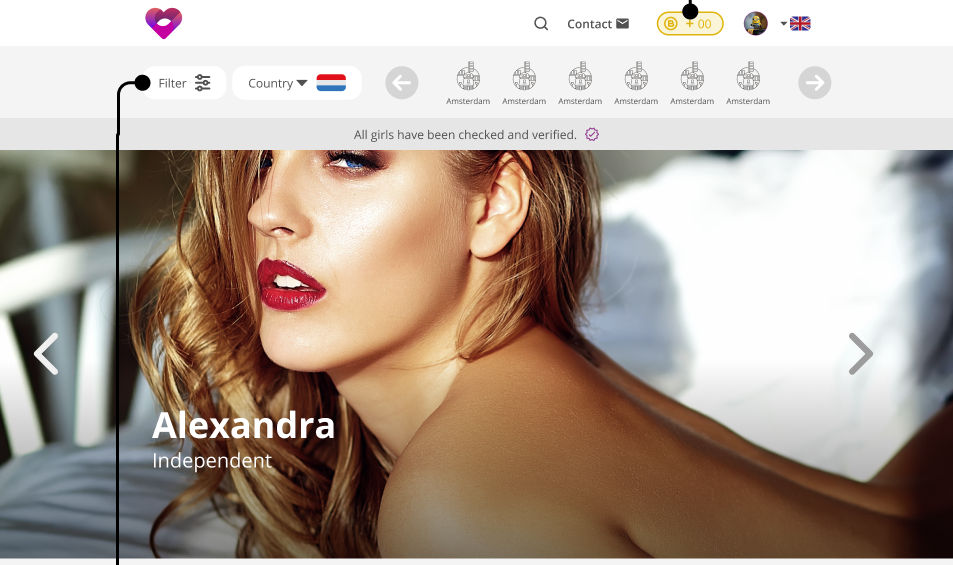 Contact
B + 00
Filter
Country
Amsterdam Amsterdam Amsterdam Amsterdam Amsterdam Amsterdam
All girls have been checked and verified.
Alexandra
Independent